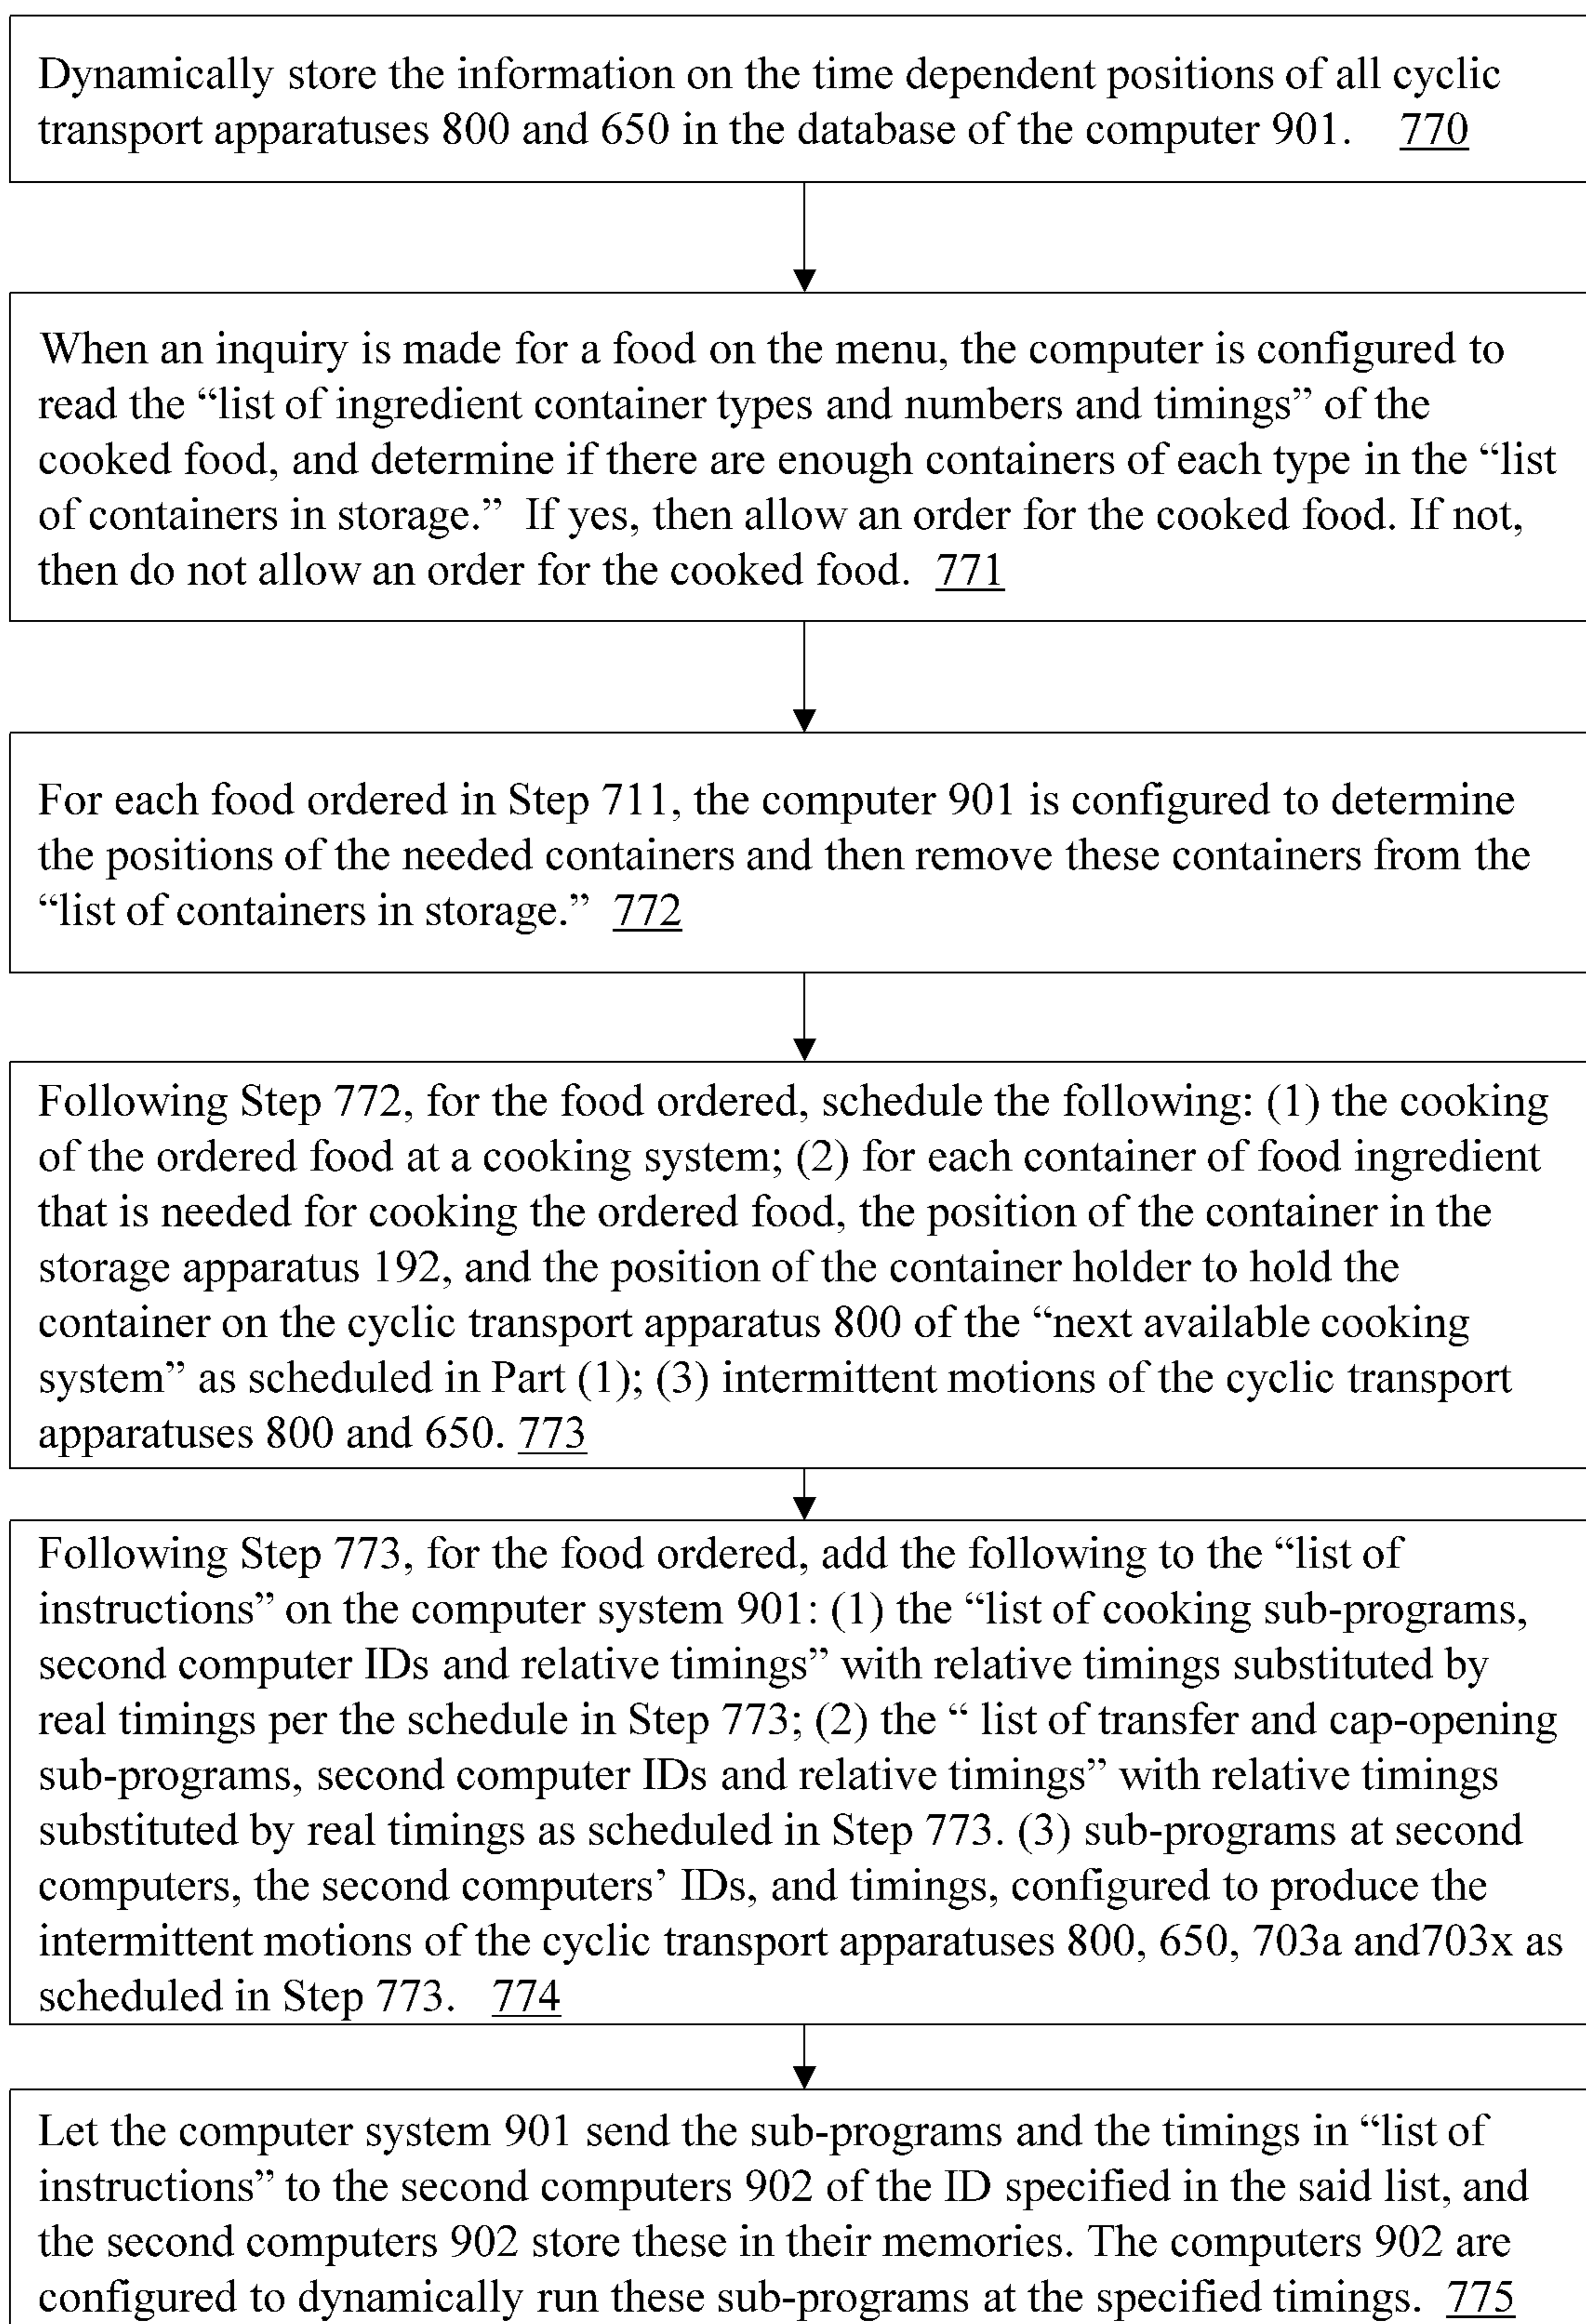 Dynamically store the information on the time dependent positions of all cyclic
transport apparatuses 800 and 650 in the database of the computer 901. 770
When an inquiry is made for a food on the menu, the computer is configured to
read the “list of ingredient container types and numbers and timings” of the
cooked food, and determine if there are enough containers of each type in the “list
of containers in storage.” If yes, then allow an order for the cooked food. If not,
then do not allow an order for the cooked food. 771
For each food ordered in Step 711, the computer 901 is configured to determine
the positions of the needed containers and then remove these containers from the
“list of containers in storage.” 772
Following Step 772, for the food ordered, schedule the following: (1) the cooking
of the ordered food at a cooking system; (2) for each container of food ingredient
that is needed for cooking the ordered food, the position of the container in the
storage apparatus 192, and the position of the container holder to hold the
container on the cyclic transport apparatus 800 of the “next available cooking
system” as scheduled in Part (1); (3) intermittent motions of the cyclic transport
apparatuses 800 and 650. 773
Following Step 773, for the food ordered, add the following to the “list of
instructions” on the computer system 901: (1) the “list of cooking sub-programs,
second computer IDs and relative timings” with relative timings substituted by
real timings per the schedule in Step 773; (2) the “ list of transfer and cap-opening
sub-programs, second computer IDs and relative timings” with relative timings
substituted by real timings as scheduled in Step 773. (3) sub-programs at second
computers, the second computers’ IDs, and timings, configured to produce the
intermittent motions of the cyclic transport apparatuses 800, 650, 703a and703x as
scheduled in Step 773. 774
Let the computer system 901 send the sub-programs and the timings in “list of
instructions” to the second computers 902 of the ID specified in the said list, and
the second computers 902 store these in their memories. The computers 902 are
configured to dynamically run these sub-programs at the specified timings. 775